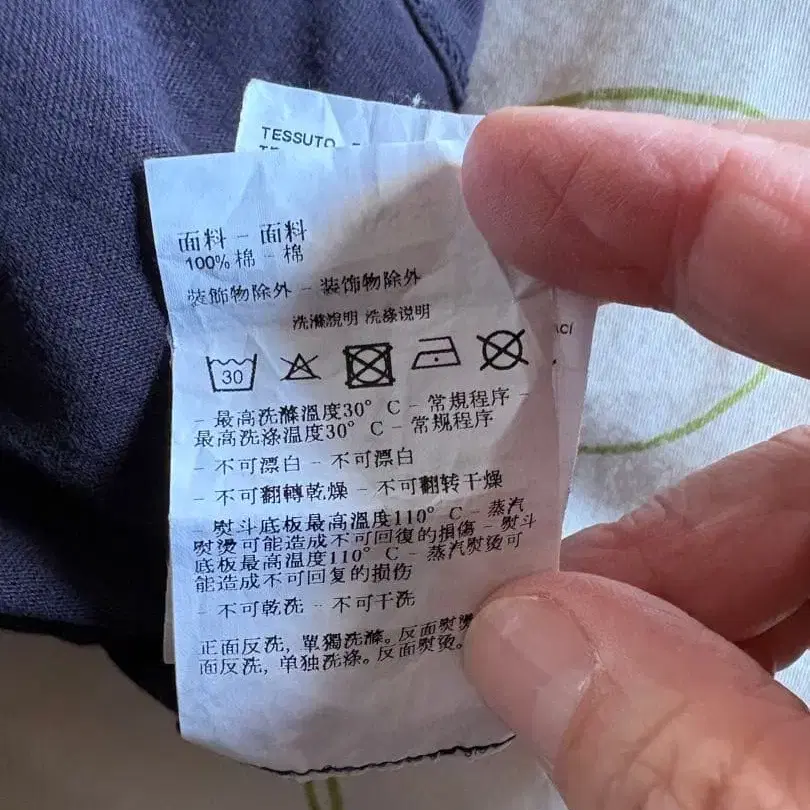 TESSUTO
面料 - 面料
100% 棉 - 棉
装飾物除外 - 装饰物除外
洗滌說明 洗涤说明
30
- 最高洗滌溫度30° C - 常規程序 -
最高洗涤温度30° C - 常规程序
- 不可漂白 - 不可漂白
- 不可翻轉乾燥 - 不可翻转干燥
- 熨斗底板最高溫度110° C - 蒸汽
熨燙可能造成不可回復的損傷 - 熨斗
底板最高温度110° C - 蒸汽熨烫可
能造成不可回复的损伤
- 不可乾洗 - 不可干洗
正面反洗, 單獨洗滌。反面熨燙
面反洗, 单独洗涤。反面熨烫。